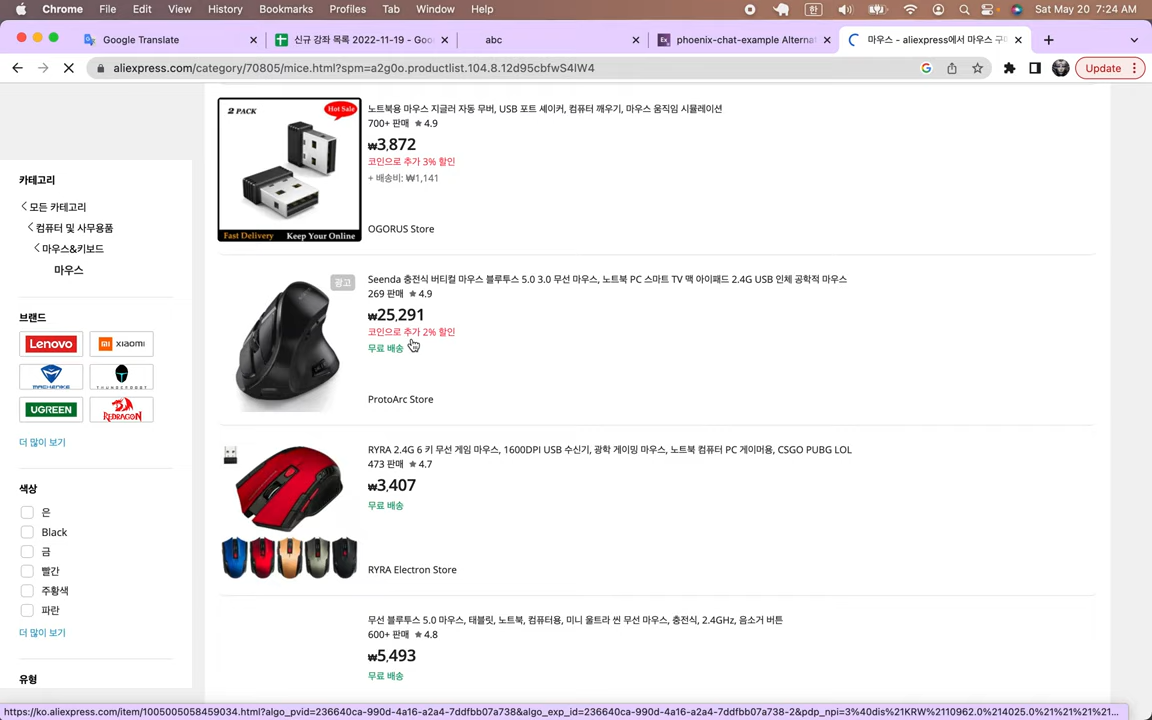 Chrome File Edit View History Bookmarks Profiles Tab Window Help 한 Sat May 20 7:24 AM
Google Translate
신규 강좌 목록 2022-11-19 - Goo
abc
phoenix-chat-example Alternat
마우스 - aliexpress에서 마우스 구
aliexpress.com/category/70805/mice.html?spm=a2g0o.productlist.104.8.12d95cbfwS4lW4
Update
카테고리
모든 카테고리
컴퓨터 및 사무용품
마우스&키보드
마우스
브랜드
Lenovo
mi xiaomi
MACHENIKE
THUNDEROBOT
UGREEN
REDRAGON
더 많이 보기
색상
은
Black
금
빨간
주황색
파란
더 많이 보기
유형
2 PACK
Hot Sale
Fast Delivery Keep Your Online
노트북용 마우스 지글러 자동 무버, USB 포트 셰이커, 컴퓨터 깨우기, 마우스 움직임 시뮬레이션
700+ 판매 ★ 4.9
₩3,872
코인으로 추가 3% 할인
+ 배송비: ₩1,141
OGORUS Store
광고
Seenda 충전식 버티컬 마우스 블루투스 5.0 3.0 무선 마우스, 노트북 PC 스마트 TV 맥 아이패드 2.4G USB 인체 공학적 마우스
269 판매 ★ 4.9
₩25,291
코인으로 추가 2% 할인
무료 배송
ProtoArc Store
RYRA 2.4G 6 키 무선 게임 마우스, 1600DPI USB 수신기, 광학 게이밍 마우스, 노트북 컴퓨터 PC 게이머용, CSGO PUBG LOL
473 판매 ★ 4.7
₩3,407
무료 배송
RYRA Electron Store
무선 블루투스 5.0 마우스, 태블릿, 노트북, 컴퓨터용, 미니 울트라 씬 무선 마우스, 충전식, 2.4GHz, 음소거 버튼
600+ 판매 ★ 4.8
₩5,493
무료 배송
https://ko.aliexpress.com/item/1005005058459034.html?algo_pvid=236640ca-990d-4a16-a2a4-7ddfbb07a738&algo_exp_id=236640ca-990d-4a16-a2a4-7ddfbb07a738-2&pdp_npi=3%40dis%21KRW%2110962.0%214025.0%21%21%21%21...